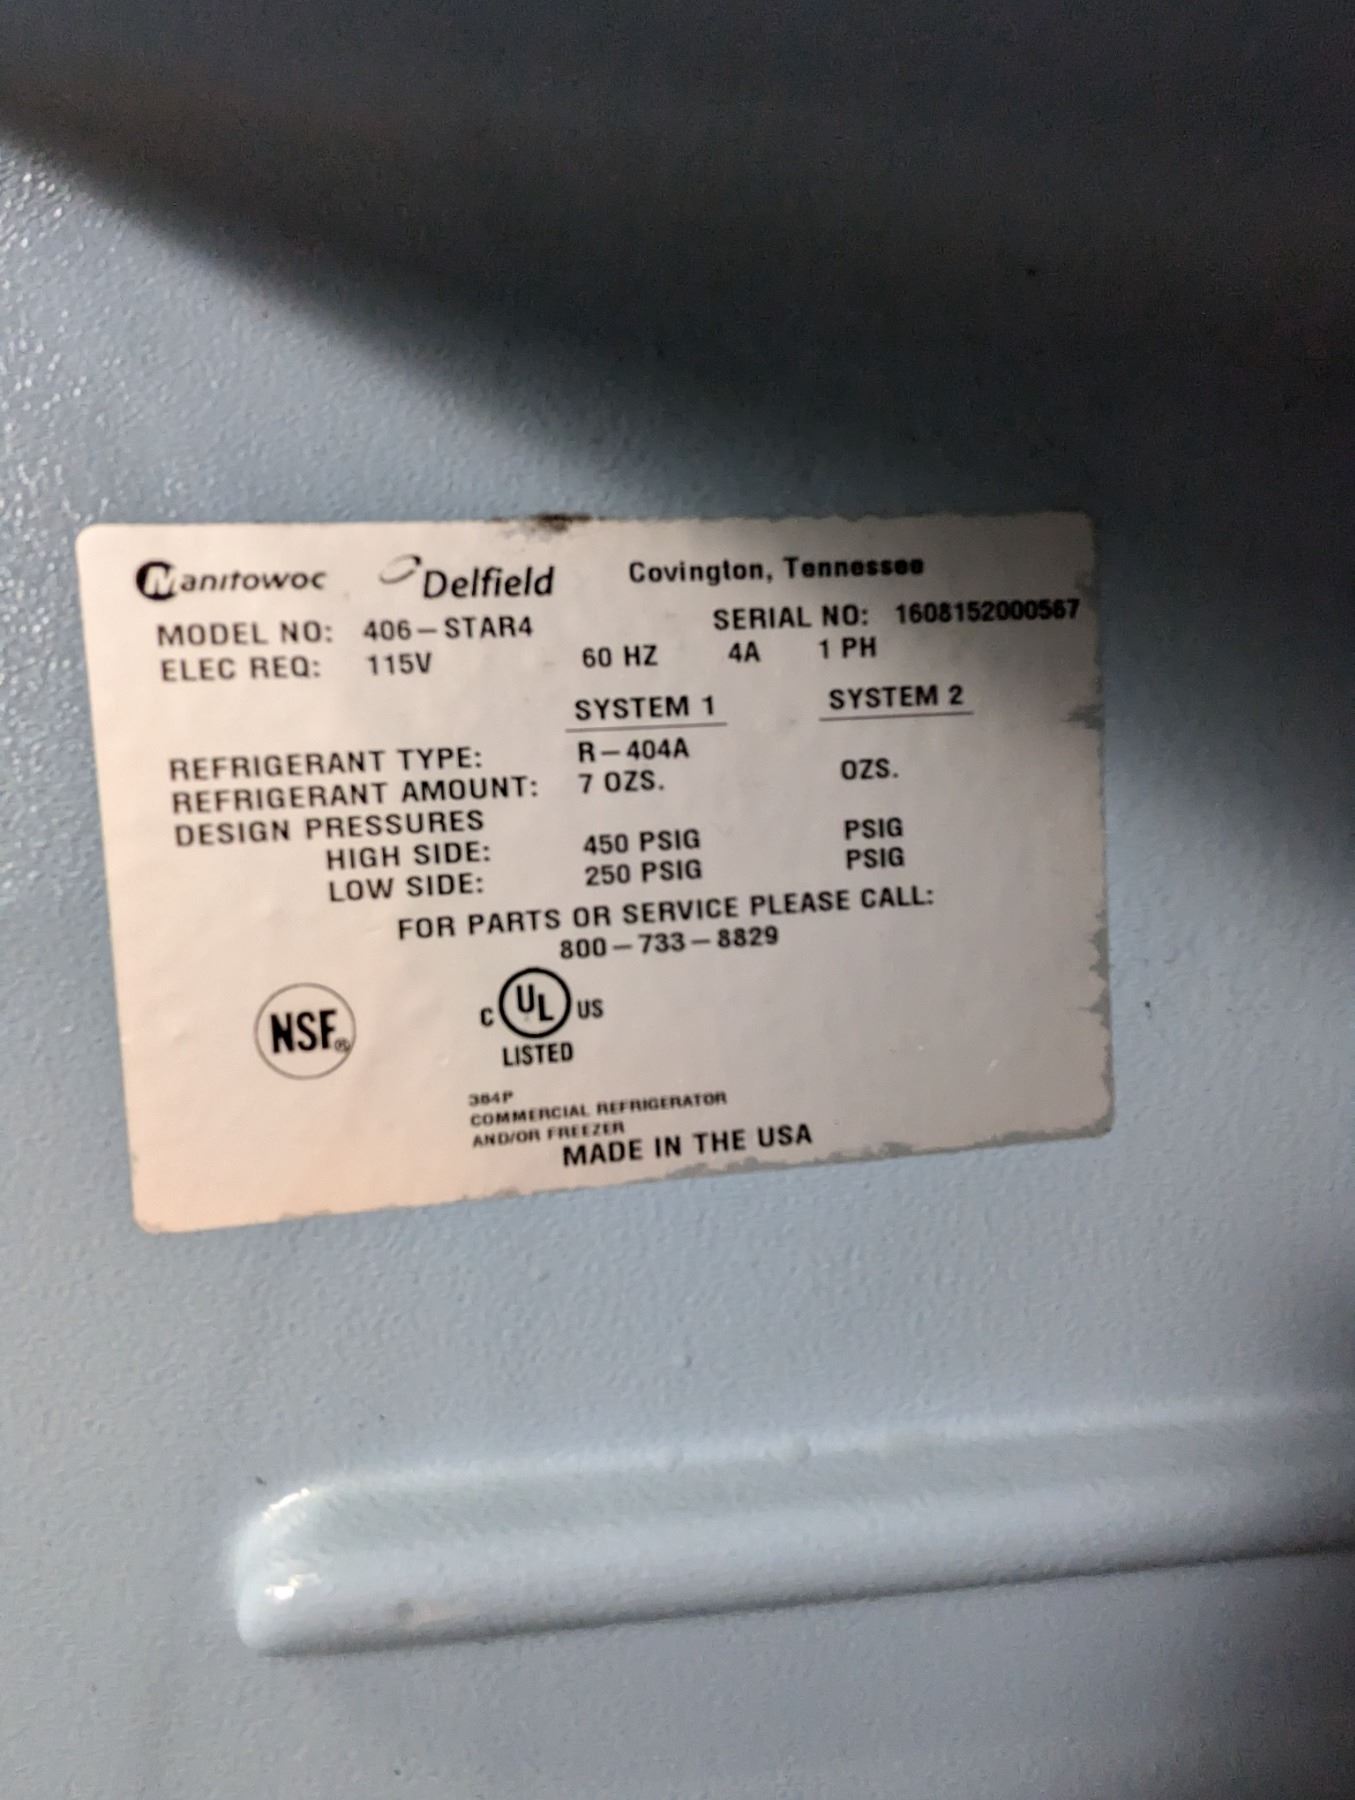 Manitowoc Delfield Covington, Tennessee
MODEL NO: 406-STAR4 SERIAL NO: 1608152000567
ELEC REQ: 115V 60 HZ 4A 1 PH
SYSTEM 1 SYSTEM 2
REFRIGERANT TYPE: R-404A
REFRIGERANT AMOUNT: 7 OZS. OZS.
DESIGN PRESSURES
HIGH SIDE: 450 PSIG PSIG
LOW SIDE: 250 PSIG PSIG
FOR PARTS OR SERVICE PLEASE CALL:
800-733-8829
NSF®
C UL US
LISTED
384P
COMMERCIAL REFRIGERATOR
AND/OR FREEZER
MADE IN THE USA